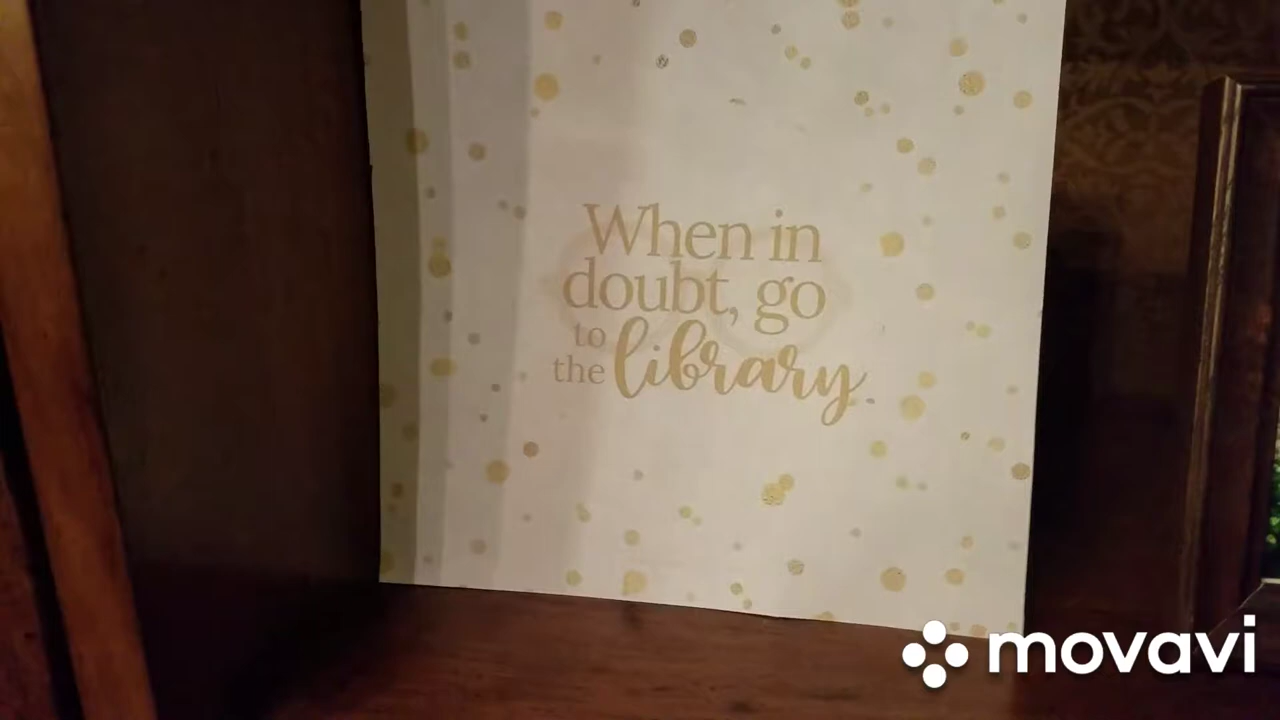 When in
doubt, go
to
the library
movavi